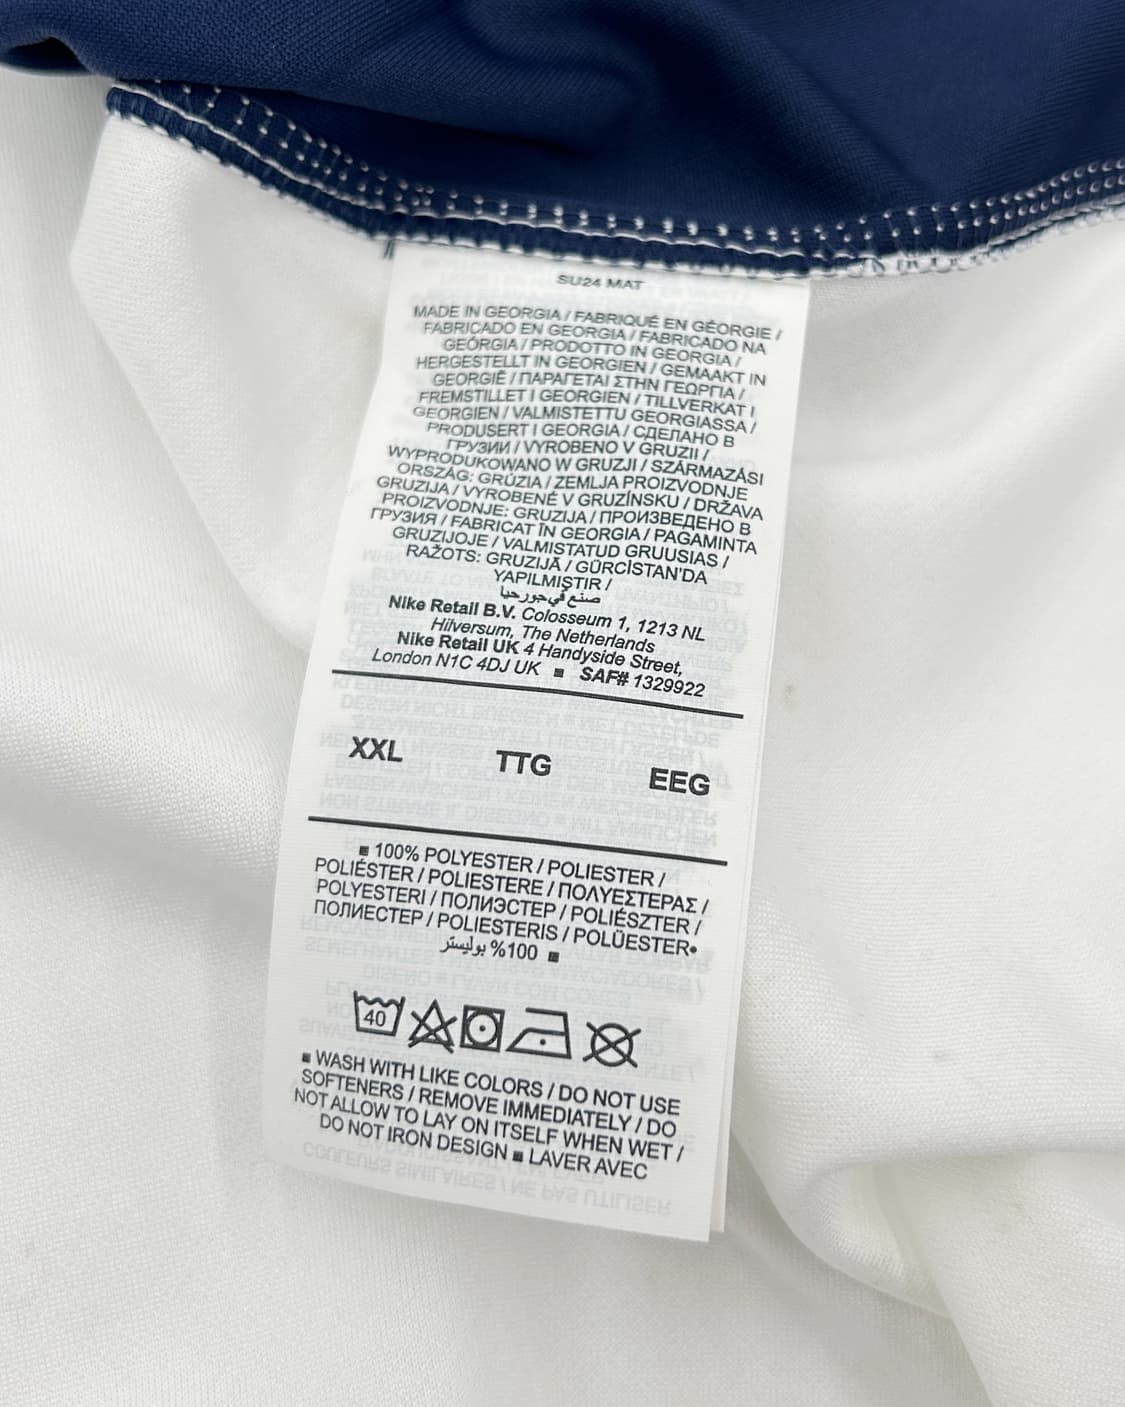 SU24 MAT
MADE IN GEORGIA / FABRIQUÉ EN GÉORGIE /
FABRICADO EN GEORGIA / FABRICADO NA
GEÓRGIA / PRODOTTO IN GEORGIA /
HERGESTELLT IN GEORGIEN / GEMAAKT IN
GEORGIË / ΠΑΡΑΓΕΤΑΙ ΣΤΗΝ ΓΕΩΡΓΙΑ /
FREMSTILLET I GEORGIEN / TILLVERKAT I
GEORGIEN / VALMISTETTU GEORGIASSA /
PRODUSERT I GEORGIA / СДЕЛАНО В
ГРУЗИИ / VYROBENO V GRUZII /
WYPRODUKOWANO W GRUZJI / SZÁRMAZÁSI
ORSZÁG: GRÚZIA / ZEMLJA PROIZVODNJE
GRUZIJA / VYROBENÉ V GRUZÍNSKU / DRŽAVA
PROIZVODNJE: GRUZIJA / ПРОИЗВЕДЕНО В
ГРУЗИЯ / FABRICAT ÎN GEORGIA / PAGAMINTA
GRUZIJOJE / VALMISTATUD GRUUSIAS /
RAŽOTS: GRUZIJĀ / GÜRCİSTAN'DA
YAPILMIŞTIR /
صنع في جورجيا
Nike Retail B.V. Colosseum 1, 1213 NL
Hilversum, The Netherlands
Nike Retail UK 4 Handyside Street,
London N1C 4DJ UK ■ SAF# 1329922
XXL TTG EEG
■ 100% POLYESTER / POLIESTER /
POLIÉSTER / POLIESTERE / ΠΟΛΥΕΣΤΕΡΑΣ /
POLYESTERI / ПОЛИЭСТЕР / POLIÉSZTER /
ПОЛИЕСТЕР / POLIESTERIS / POLÜESTER•
100% بوليستر ■
40
■ WASH WITH LIKE COLORS / DO NOT USE
SOFTENERS / REMOVE IMMEDIATELY / DO
NOT ALLOW TO LAY ON ITSELF WHEN WET /
DO NOT IRON DESIGN ■ LAVER AVEC